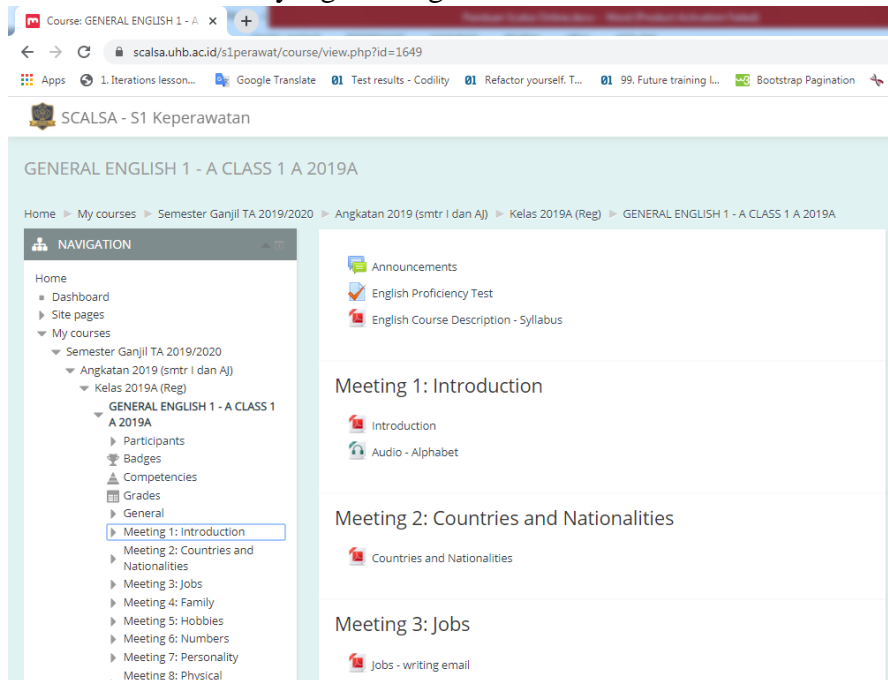 Course: GENERAL ENGLISH 1 - A
scalsa.uhb.ac.id/s1perawat/course/view.php?id=1649
Apps 1. Iterations lesson... Google Translate Test results - Codility Refactor yourself. T... 99. Future training l... Bootstrap Pagination
SCALSA - S1 Keperawatan
GENERAL ENGLISH 1 - A CLASS 1 A 2019A
Home My courses Semester Ganjil TA 2019/2020 Angkatan 2019 (smtr I dan AJ) Kelas 2019A (Reg) GENERAL ENGLISH 1 - A CLASS 1 A 2019A
NAVIGATION
Home
Dashboard
Site pages
My courses
Semester Ganjil TA 2019/2020
Angkatan 2019 (smtr I dan AJ)
Kelas 2019A (Reg)
GENERAL ENGLISH 1 - A CLASS 1
A 2019A
Participants
Badges
Competencies
Grades
General
Meeting 1: Introduction
Meeting 2: Countries and
Nationalities
Meeting 3: Jobs
Meeting 4: Family
Meeting 5: Hobbies
Meeting 6: Numbers
Meeting 7: Personality
Meeting 8: Physical
Announcements
English Proficiency Test
English Course Description - Syllabus
Meeting 1: Introduction
Introduction
Audio - Alphabet
Meeting 2: Countries and Nationalities
Countries and Nationalities
Meeting 3: Jobs
Jobs - writing email